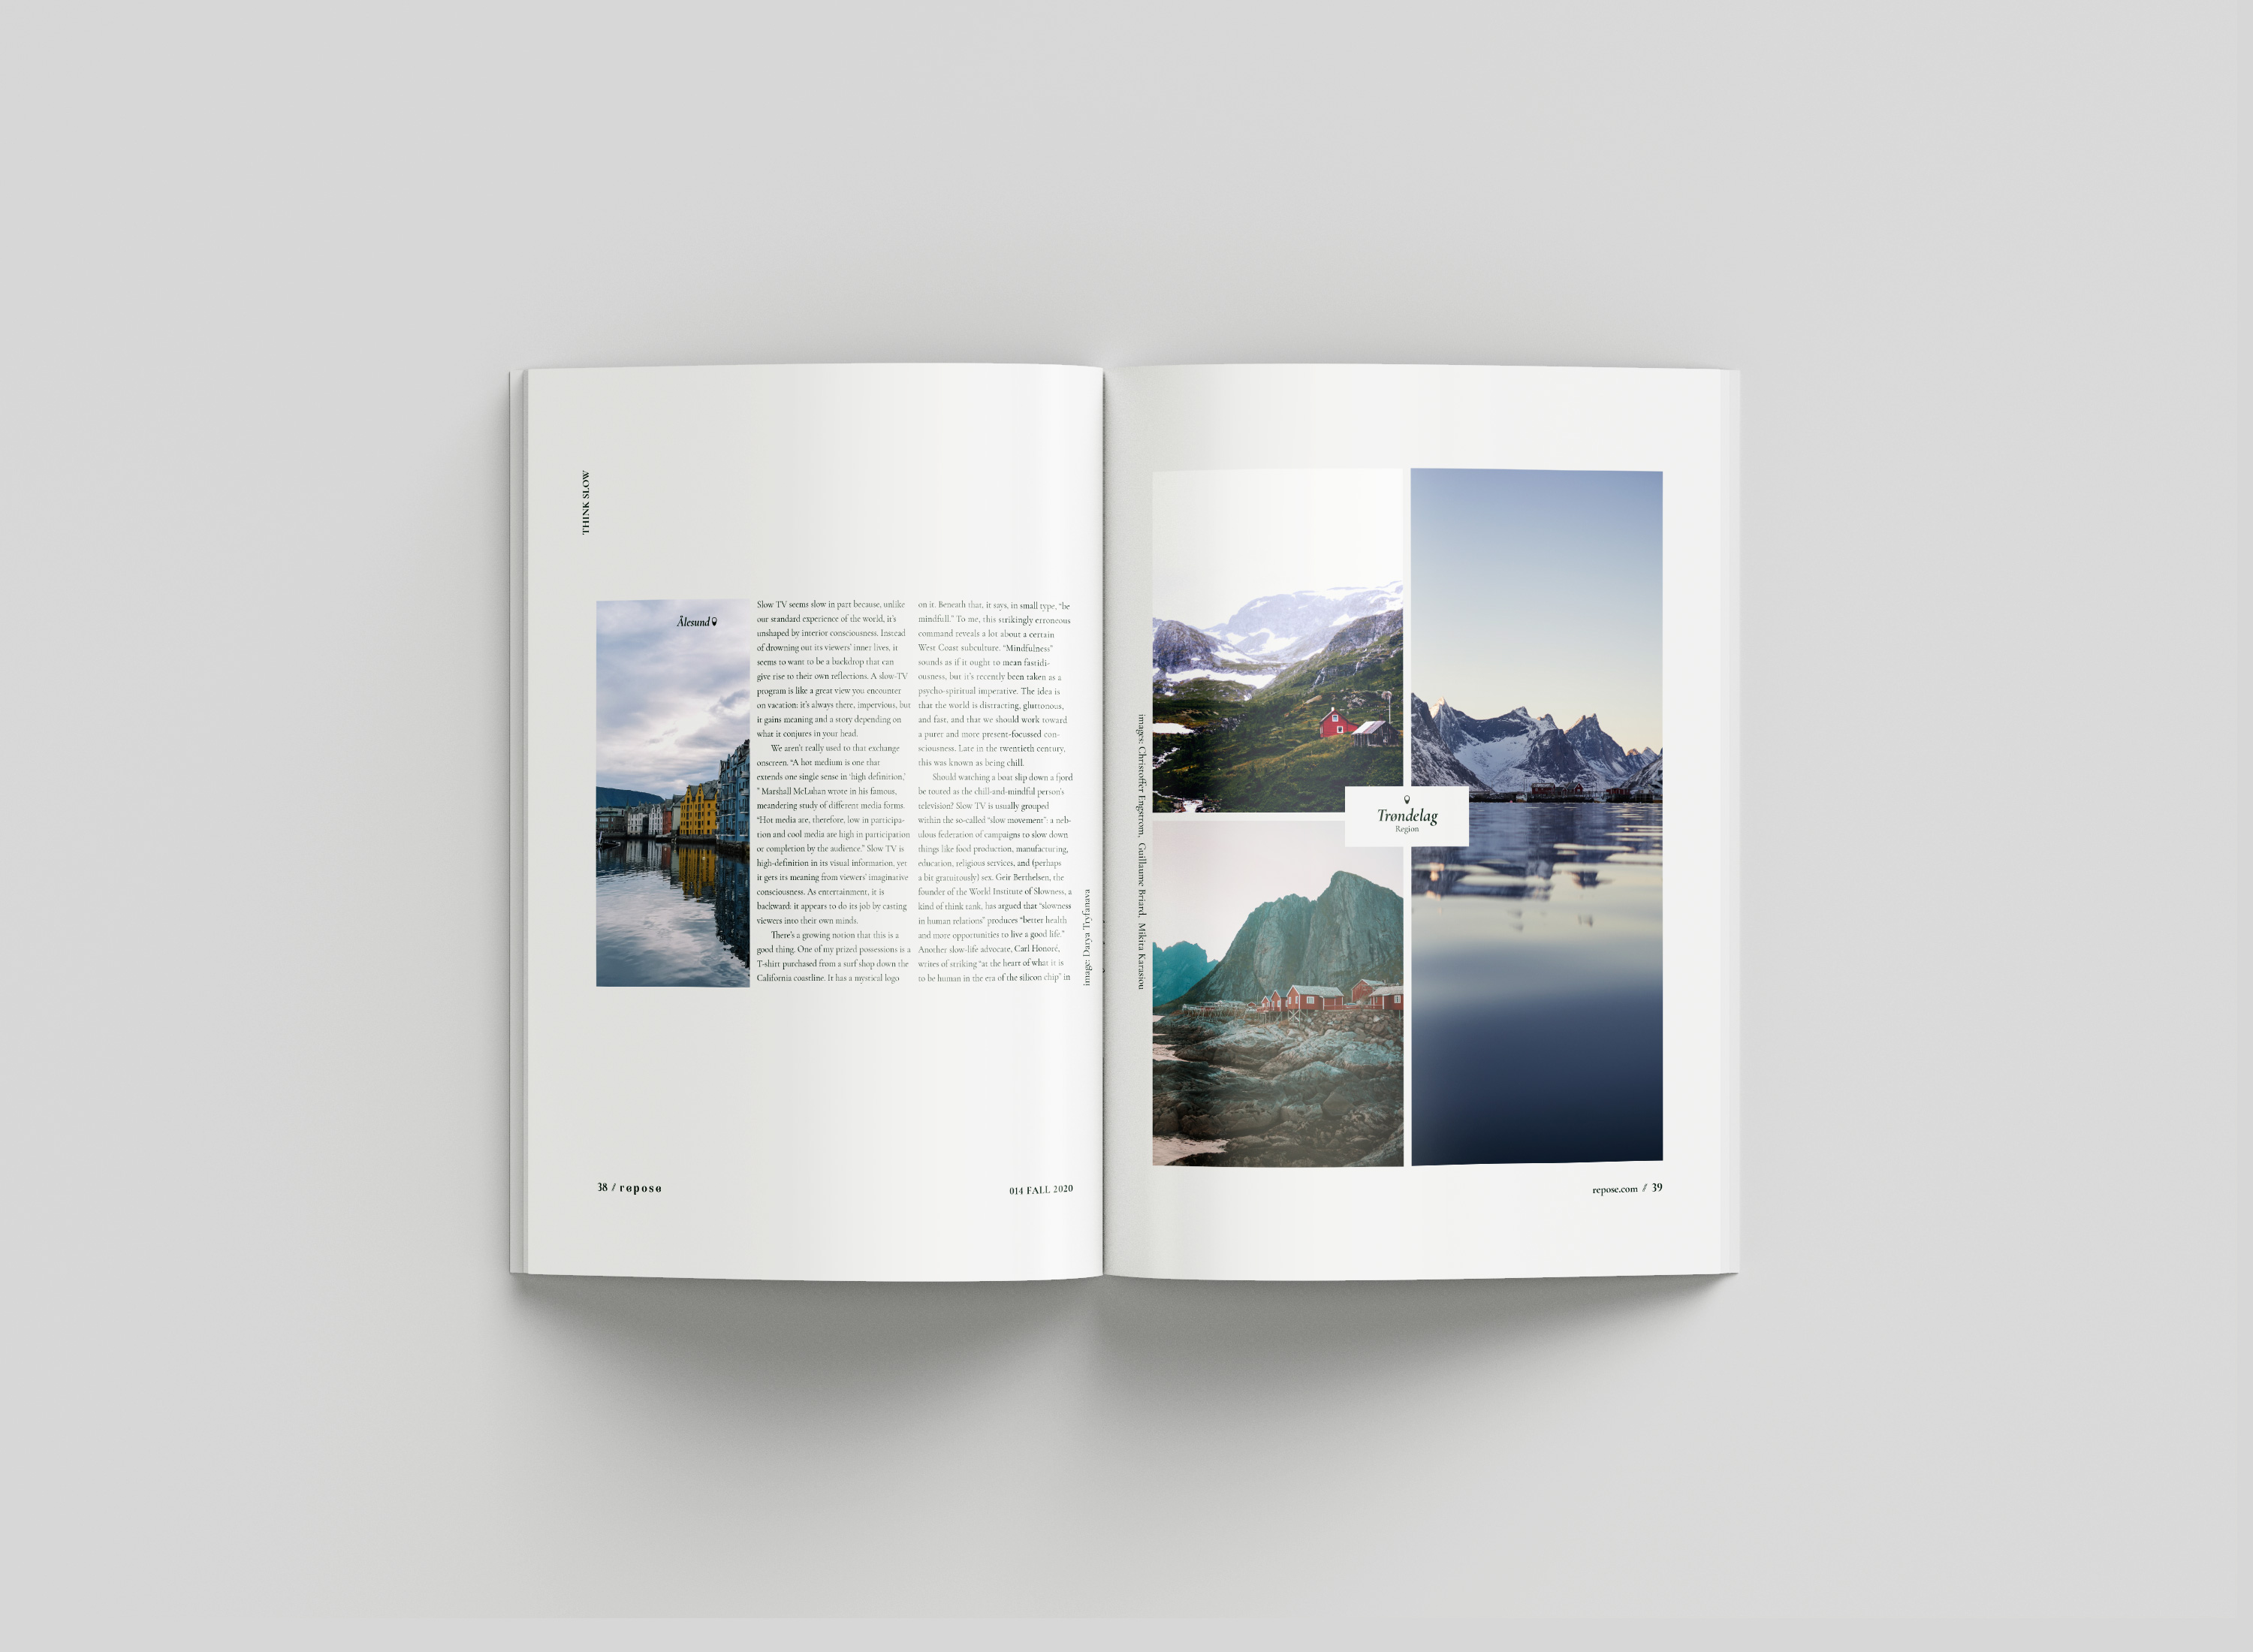 THINK SLOW
Ålesund
Slow TV seems slow in part because, unlike
our standard experience of the world, it's
unshaped by interior consciousness. Instead
of drowning out its viewers' inner lives, it
seems to want to be a backdrop that can
give rise to their own reflections. A slow-TV
program is like a great view you encounter
on vacation: it's always there, impervious, but
it gains meaning and a story depending on
what it conjures in your head.
We aren't really used to that exchange
onscreen. “A hot medium is one that
extends one single sense in ‘high definition,’
” Marshall McLuhan wrote in his famous,
meandering study of different media forms.
“Hot media are, therefore, low in participa-
tion and cool media are high in participation
or completion by the audience.” Slow TV is
high-definition in its visual information, yet
it gets its meaning from viewers' imaginative
consciousness. As entertainment, it is
backward: it appears to do its job by casting
viewers into their own minds.
There's a growing notion that this is a
good thing. One of my prized possessions is a
T-shirt purchased from a surf shop down the
California coastline. It has a mystical logo
on it. Beneath that, it says, in small type, “be
mindfull.” To me, this strikingly erroneous
command reveals a lot about a certain
West Coast subculture. “Mindfulness”
sounds as if it ought to mean fastidi-
ousness, but it's recently been taken as a
psycho-spiritual imperative. The idea is
that the world is distracting, gluttonous,
and fast, and that we should work toward
a purer and more present-focussed con-
sciousness. Late in the twentieth century,
this was known as being chill.
Should watching a boat slip down a fjord
be touted as the chill-and-mindful person's
television? Slow TV is usually grouped
within the so-called “slow movement”: a neb-
ulous federation of campaigns to slow down
things like food production, manufacturing,
education, religious services, and (perhaps
a bit gratuitously) sex. Geir Berthelsen, the
founder of the World Institute of Slowness, a
kind of think tank, has argued that “slowness
in human relations” produces “better health
and more opportunities to live a good life.”
Another slow-life advocate, Carl Honoré,
writes of striking “at the heart of what it is
to be human in the era of the silicon chip” in
image: Darya Tryfanava
38 / repose
014 FALL 2020
images: Christoffer Engstrom, Guillaume Briard, Mikita Karasiou
Trøndelag
Region
repose.com // 39